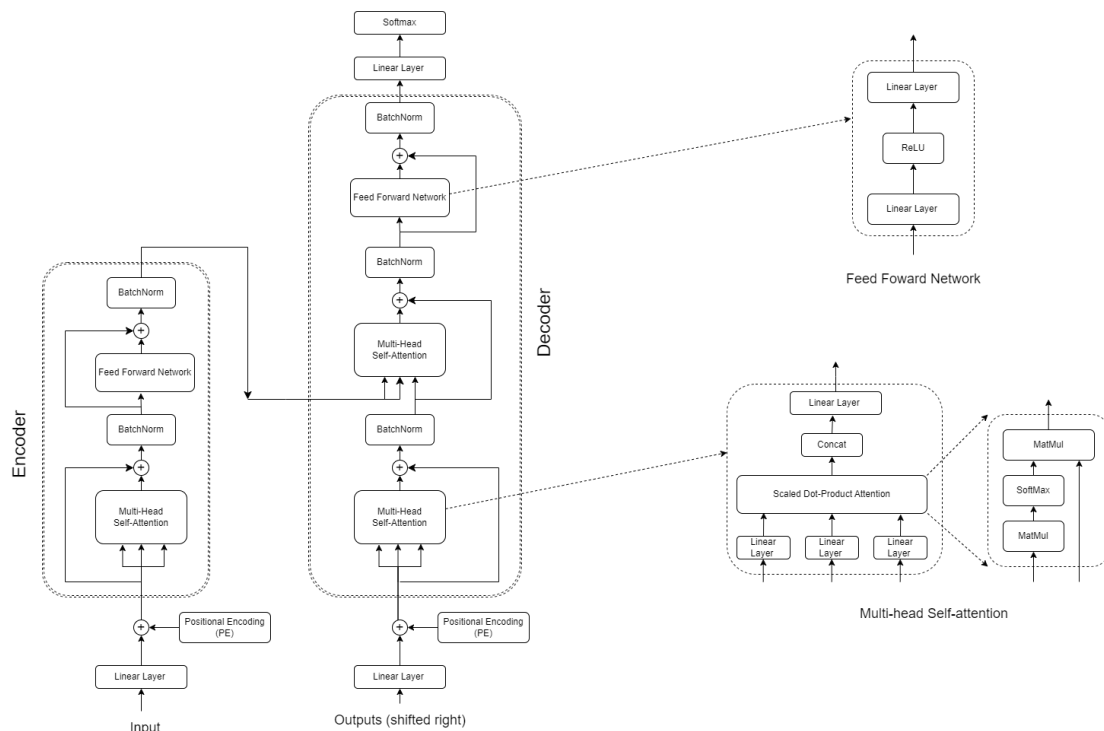 Softmax
Linear Layer
BatchNorm
+
Feed Forward Network
BatchNorm
+
Multi-Head
Self-Attention
BatchNorm
+
Multi-Head
Self-Attention
+
Positional Encoding
(PE)
Linear Layer
Outputs (shifted right)
Decoder
Encoder
BatchNorm
+
Feed Forward Network
BatchNorm
+
Multi-Head
Self-Attention
+
Positional Encoding
(PE)
Linear Layer
Input
Linear Layer
ReLU
Linear Layer
Feed Foward Network
Linear Layer
Concat
Scaled Dot-Product Attention
Linear
Layer
Linear
Layer
Linear
Layer
MatMul
SoftMax
MatMul
Multi-head Self-attention